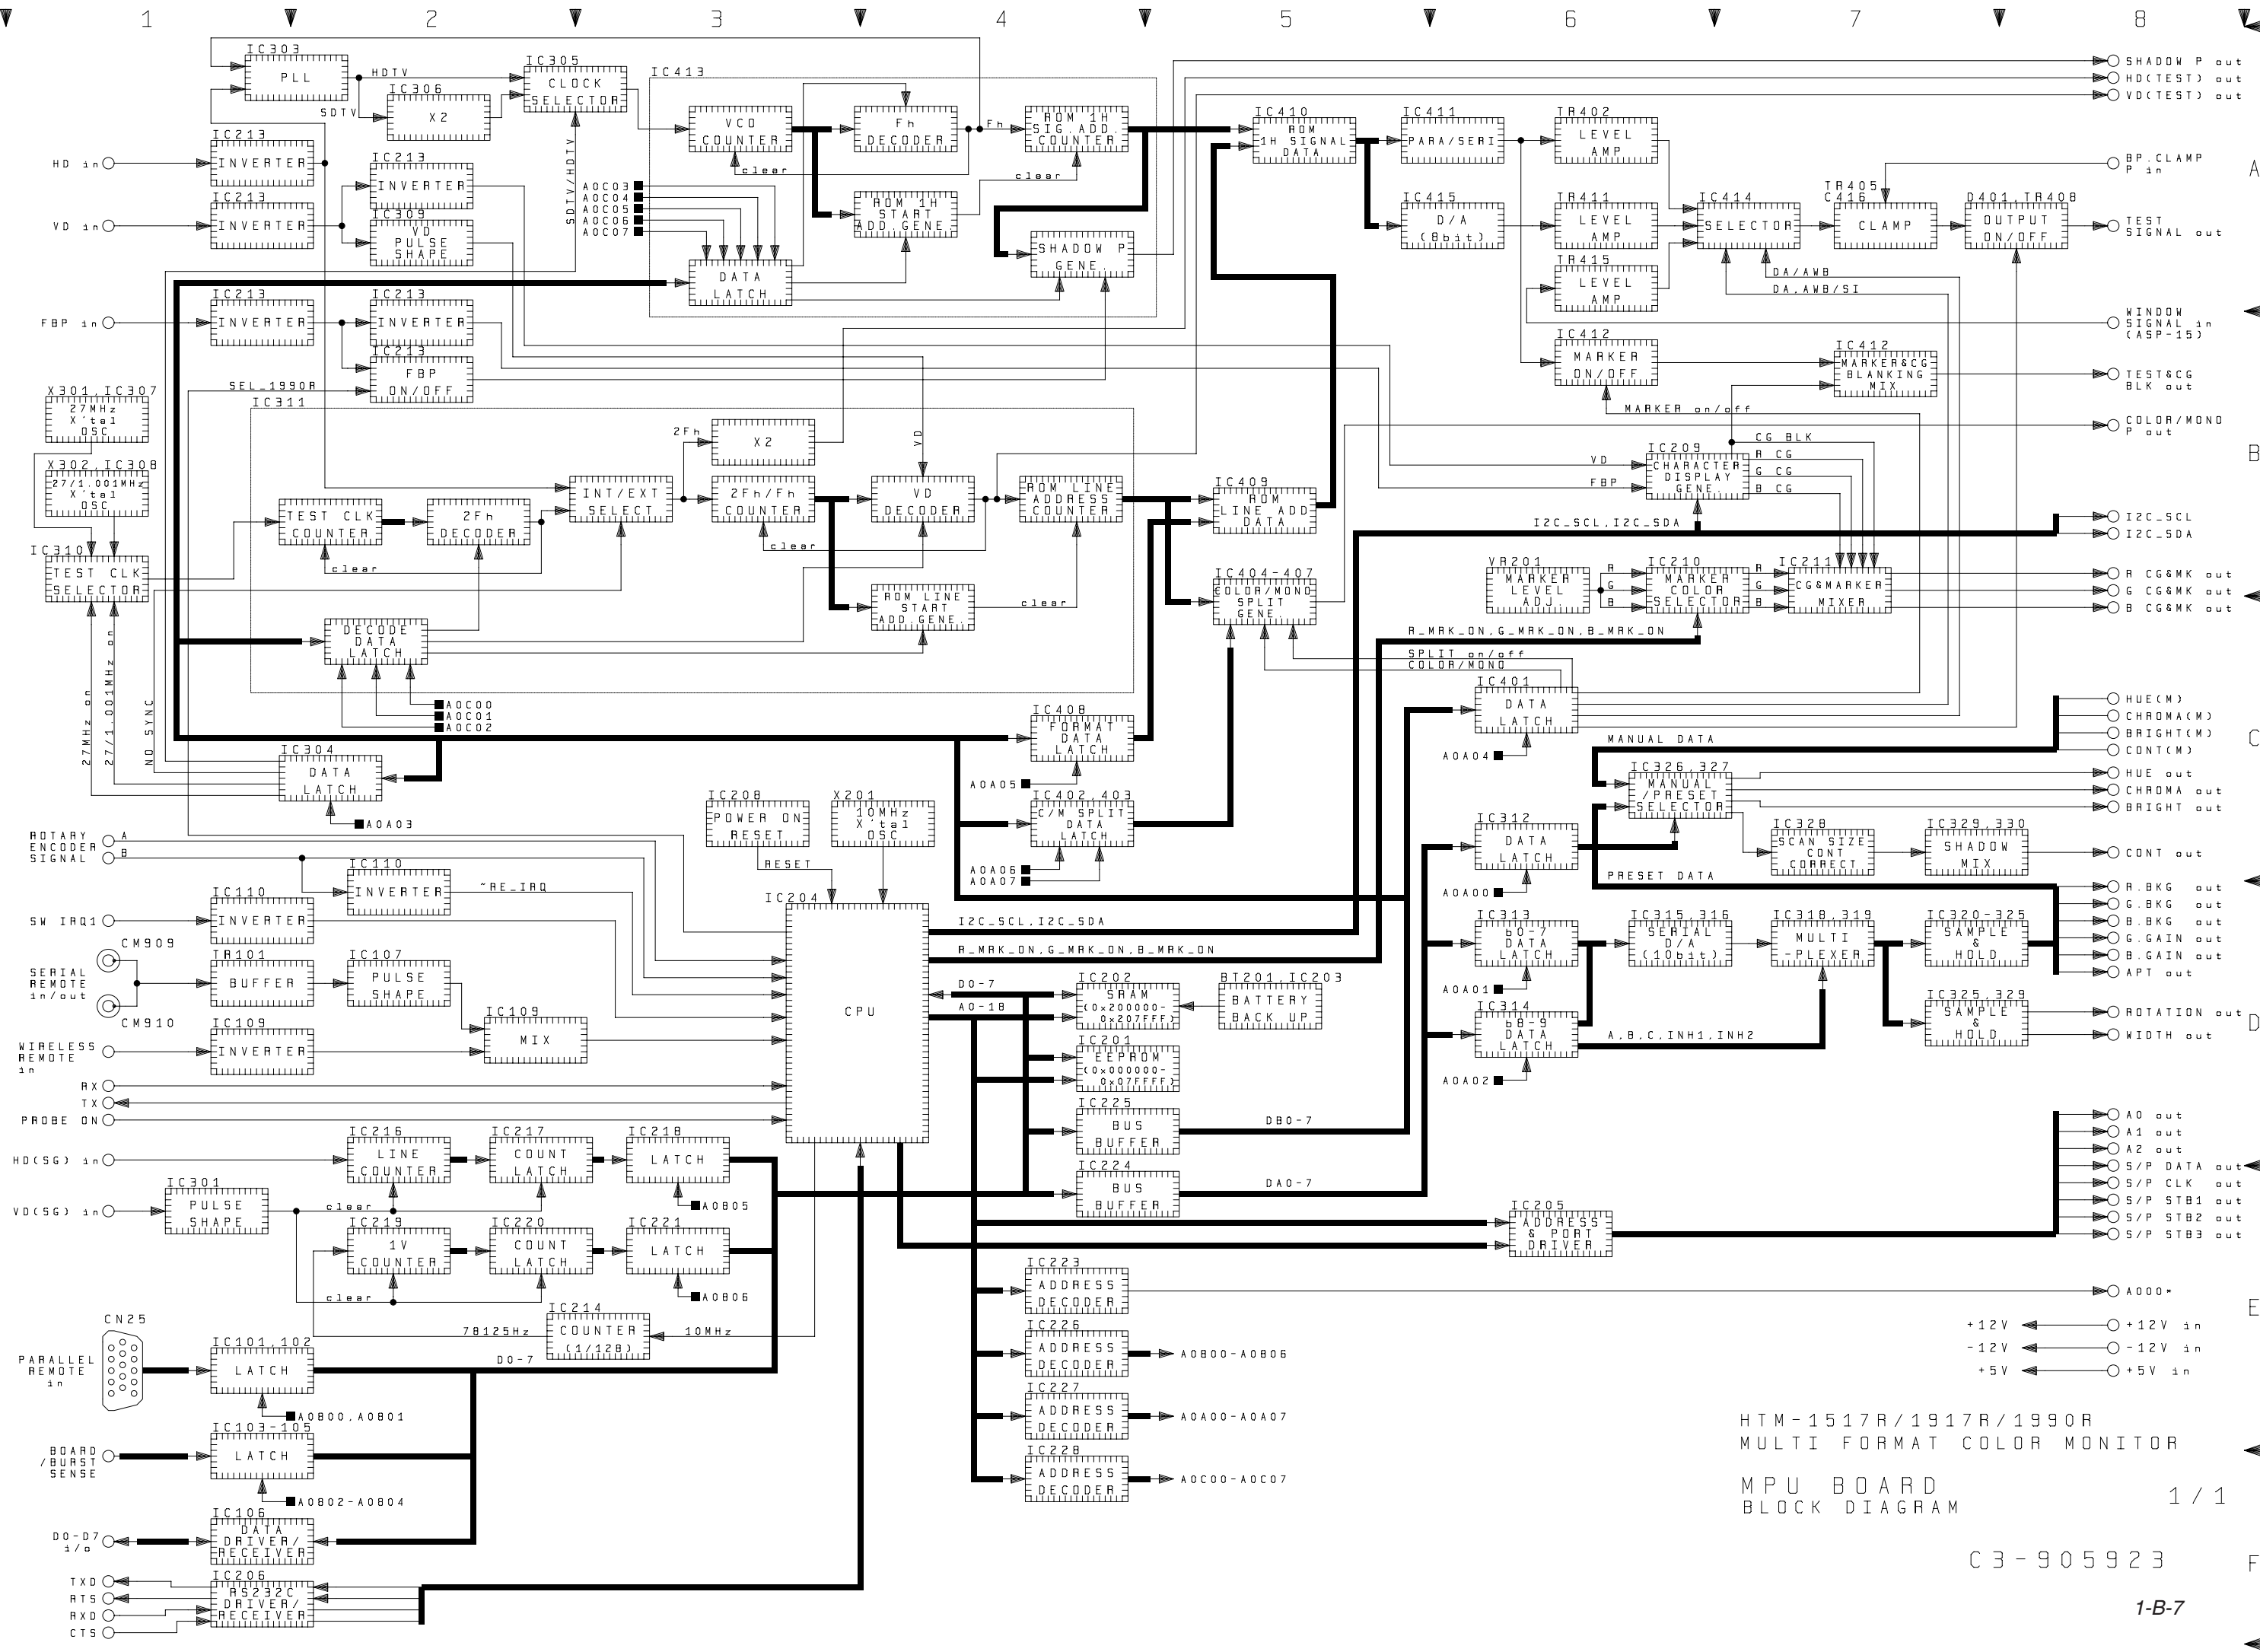 1 2 3 4 5 6 7 8
A
B
C
D
E
F
IC303
PLL
HDTV
SDTV
IC306
X2
IC305
CLOCK
SELECTOR
IC413
VCO
COUNTER
Fh
DECODER
Fh
ROM 1H
SIG.ADD.
COUNTER
clear
clear
ROM 1H
START
ADD.GENE.
SHADOW P
GENE.
DATA
LATCH
A0C03
A0C04
A0C05
A0C06
A0C07
SDTV/HDTV
HD in
IC213
INVERTER
IC213
INVERTER
VD in
IC213
INVERTER
IC309
VD
PULSE
SHAPE
FBP in
IC213
INVERTER
IC213
INVERTER
IC213
FBP
ON/OFF
SEL_1990R
IC410
ROM
1H SIGNAL
DATA
IC411
PARA/SERI
TR402
LEVEL
AMP
IC415
D/A
(8bit)
TR411
LEVEL
AMP
TR415
LEVEL
AMP
IC414
SELECTOR
TR405
C416
CLAMP
D401,TR408
OUTPUT
ON/OFF
DA/AWB
DA,AWB/SI
IC412
MARKER
ON/OFF
IC412
MARKER&CG
BLANKING
MIX
MARKER on/off
SHADOW P out
HD(TEST) out
VD(TEST) out
BP.CLAMP
P in
TEST
SIGNAL out
WINDOW
SIGNAL in
(ASP-15)
TEST&CG
BLK out
COLOR/MONO
P out
X301,IC307
27MHz
X'tal
OSC
X302,IC308
27/1.001MHz
X'tal
OSC
IC310
TEST CLK
SELECTOR
27MHz on
27/1.001MHz on
NO SYNC
IC311
TEST CLK
COUNTER
2Fh
DECODER
clear
INT/EXT
SELECT
2Fh
X2
2Fh/Fh
COUNTER
VD
VD
DECODER
clear
ROM LINE
ADDRESS
COUNTER
ROM LINE
START
ADD.GENE.
clear
DECODE
DATA
LATCH
A0C00
A0C01
A0C02
IC409
ROM
LINE ADD
DATA
IC404-407
COLOR/MONO
SPLIT
GENE.
VD
FBP
IC209
CHARACTER
DISPLAY
GENE.
CG BLK
R CG
G CG
B CG
I2C_SCL,I2C_SDA
I2C_SCL
I2C_SDA
VR201
MARKER
LEVEL
ADJ.
R
G
B
IC210
MARKER
COLOR
SELECTOR
R
G
B
IC211
CG&MARKER
MIXER
R CG&MK out
G CG&MK out
B CG&MK out
R_MRK_ON,G_MRK_ON,B_MRK_ON
SPLIT on/off
COLOR/MONO
IC401
DATA
LATCH
A0A04
IC304
DATA
LATCH
A0A03
IC408
FORMAT
DATA
LATCH
A0A05
IC402,403
C/M SPLIT
DATA
LATCH
A0A06
A0A07
IC208
POWER ON
RESET
X201
10MHz
X'tal
OSC
RESET
IC204
CPU
MANUAL DATA
IC326,327
MANUAL
/PRESET
SELECTOR
IC312
DATA
LATCH
A0A00
IC328
SCAN SIZE
CONT
CORRECT
IC329,330
SHADOW
MIX
PRESET DATA
HUE(M)
CHROMA(M)
BRIGHT(M)
CONT(M)
HUE out
CHROMA out
BRIGHT out
CONT out
R.BKG out
G.BKG out
B.BKG out
G.GAIN out
B.GAIN out
APT out
ROTATION out
WIDTH out
ROTARY
ENCODER
SIGNAL
A
B
IC110
INVERTER
~RE_IRQ
SW IRQ1
IC110
INVERTER
CM909
SERIAL
REMOTE
in/out
CM910
TR101
BUFFER
IC107
PULSE
SHAPE
WIRELESS
REMOTE
in
IC109
INVERTER
IC109
MIX
RX
TX
PROBE ON
I2C_SCL,I2C_SDA
R_MRK_ON,G_MRK_ON,B_MRK_ON
D0-7
A0-18
IC202
SRAM
(0x200000-
0x207FFF)
BT201,IC203
BATTERY
BACK UP
IC201
EEPROM
(0x000000-
0x07FFFF)
IC225
BUS
BUFFER
DB0-7
IC224
BUS
BUFFER
DA0-7
IC313
b0-7
DATA
LATCH
A0A01
IC314
b8-9
DATA
LATCH
A0A02
IC315,316
SERIAL
D/A
(10bit)
IC318,319
MULTI
-PLEXER
A,B,C,INH1,INH2
IC320-325
SAMPLE
&
HOLD
IC325,329
SAMPLE
&
HOLD
HD(SG) in
IC216
LINE
COUNTER
IC217
COUNT
LATCH
IC218
LATCH
A0B05
VD(SG) in
IC301
PULSE
SHAPE
clear
IC219
1V
COUNTER
IC220
COUNT
LATCH
IC221
LATCH
A0B06
clear
78125Hz
IC214
COUNTER
(1/128)
10MHz
IC205
ADDRESS
& PORT
DRIVER
A0 out
A1 out
A2 out
S/P DATA out
S/P CLK out
S/P STB1 out
S/P STB2 out
S/P STB3 out
IC223
ADDRESS
DECODER
A000*
IC226
ADDRESS
DECODER
A0B00-A0B06
IC227
ADDRESS
DECODER
A0A00-A0A07
IC228
ADDRESS
DECODER
A0C00-A0C07
+12V +12V in
-12V -12V in
+5V +5V in
CN25
PARALLEL
REMOTE
in
IC101,102
LATCH
D0-7
A0B00,A0B01
BOARD
/BURST
SENSE
IC103-105
LATCH
A0B02-A0B04
D0-D7
i/o
IC106
DATA
DRIVER/
RECEIVER
TXD
RTS
RXD
CTS
IC206
RS232C
DRIVER/
RECEIVER
HTM-1517R/1917R/1990R
MULTI FORMAT COLOR MONITOR
MPU BOARD
BLOCK DIAGRAM
1/1
C3-905923
1-B-7